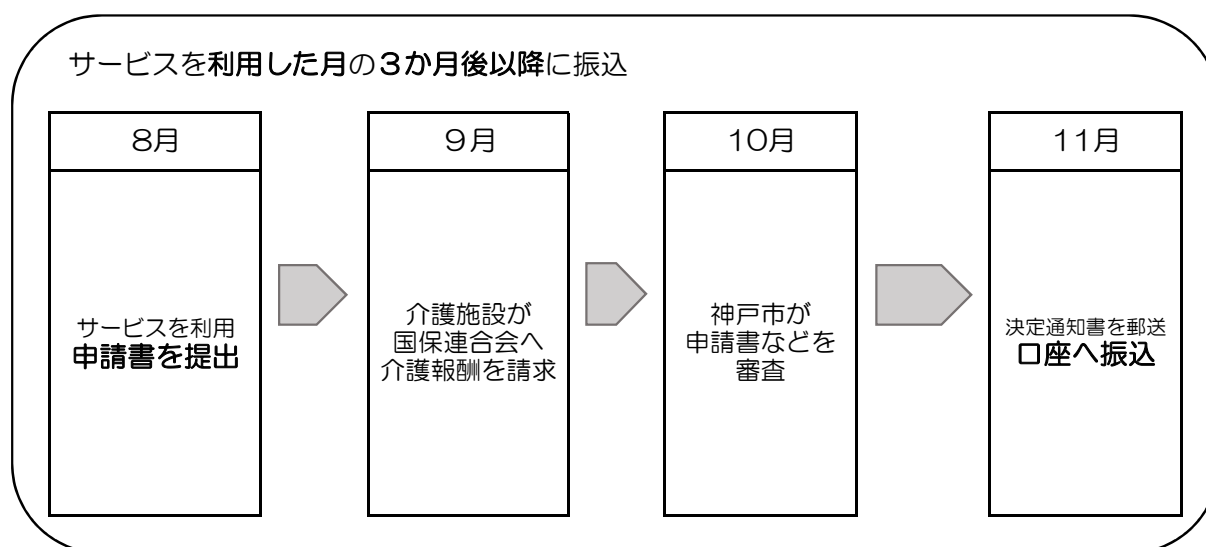 サービスを利用した月の３か月後以降に振込
8月
サービスを利用
申請書を提出
９月
介護施設が
国保連合会へ
介護報酬を請求
10月
神戸市が
申請書などを
審査
11月
決定通知書を郵送
口座へ振込